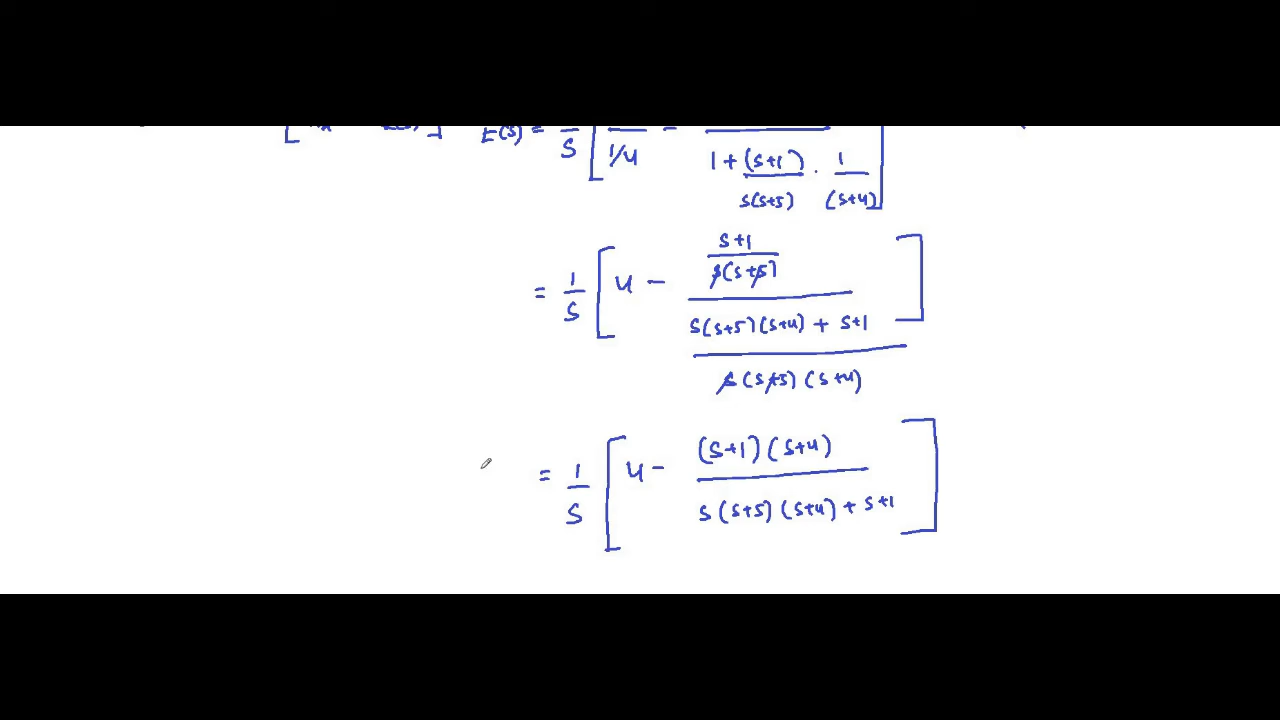 E(s) = 1/s [ 1/4 -
1 + (s+1) / s(s+5) . 1 / (s+4) ]
= 1/s [ 4 - s+1 / s(s+5)
s(s+5)(s+4) + s+1 ]
s(s+5)(s+4)
= 1/s [ 4 - (s+1)(s+4)
s(s+5)(s+4) + s+1 ]